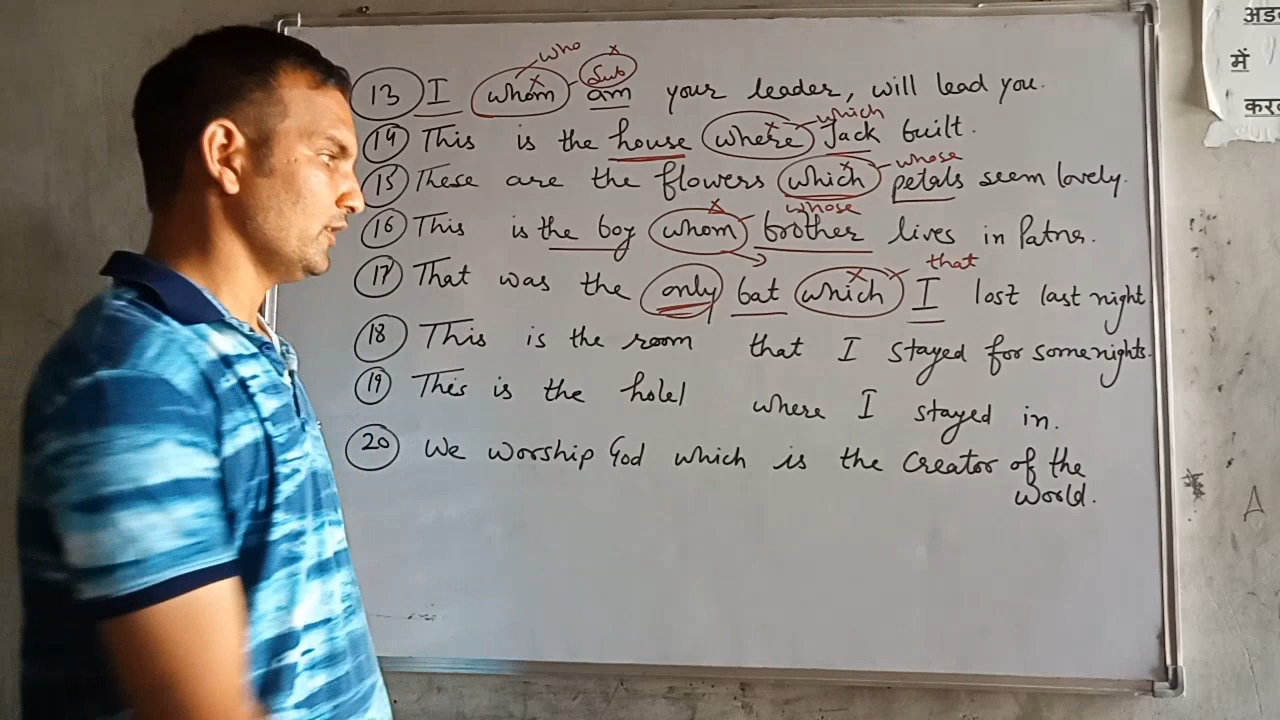 who
x
(13) I whom x Sub am your leader, will lead you.
which
(14) This is the house where x Jack built.
whose
(15) These are the flowers which x petals seem lovely.
whose
(16) This is the boy whom x brother lives in Patna.
that
(17) That was the only bat which x x I lost last night
(18) This is the room that I stayed for some nights.
(19) This is the hotel where I stayed in.
(20) We worship God which is the creator of the
world.
A
अड
में
कर